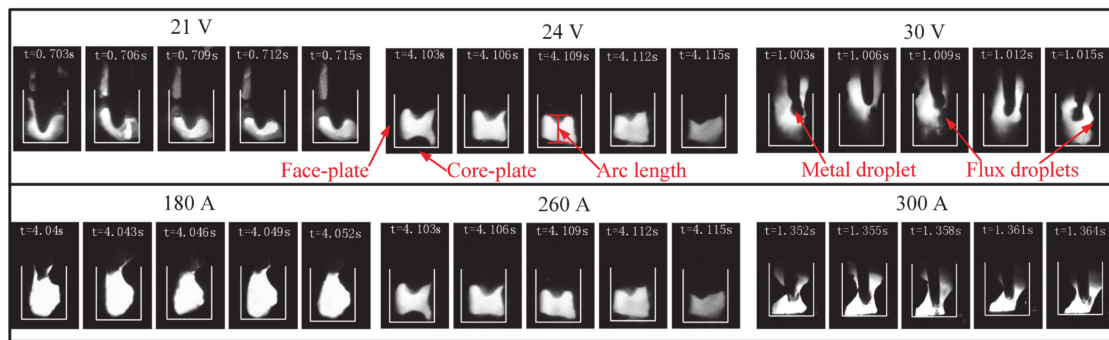 21 V 24 V 30 V
t=0.703s t=0.706s t=0.709s t=0.712s t=0.715s t=4.103s t=4.106s t=4.109s t=4.112s t=4.115s t=1.003s t=1.006s t=1.009s t=1.012s t=1.015s
Face-plate Core-plate Arc length Metal droplet Flux droplets
180 A 260 A 300 A
t=4.04s t=4.043s t=4.046s t=4.049s t=4.052s t=4.103s t=4.106s t=4.109s t=4.112s t=4.115s t=1.352s t=1.355s t=1.358s t=1.361s t=1.364s